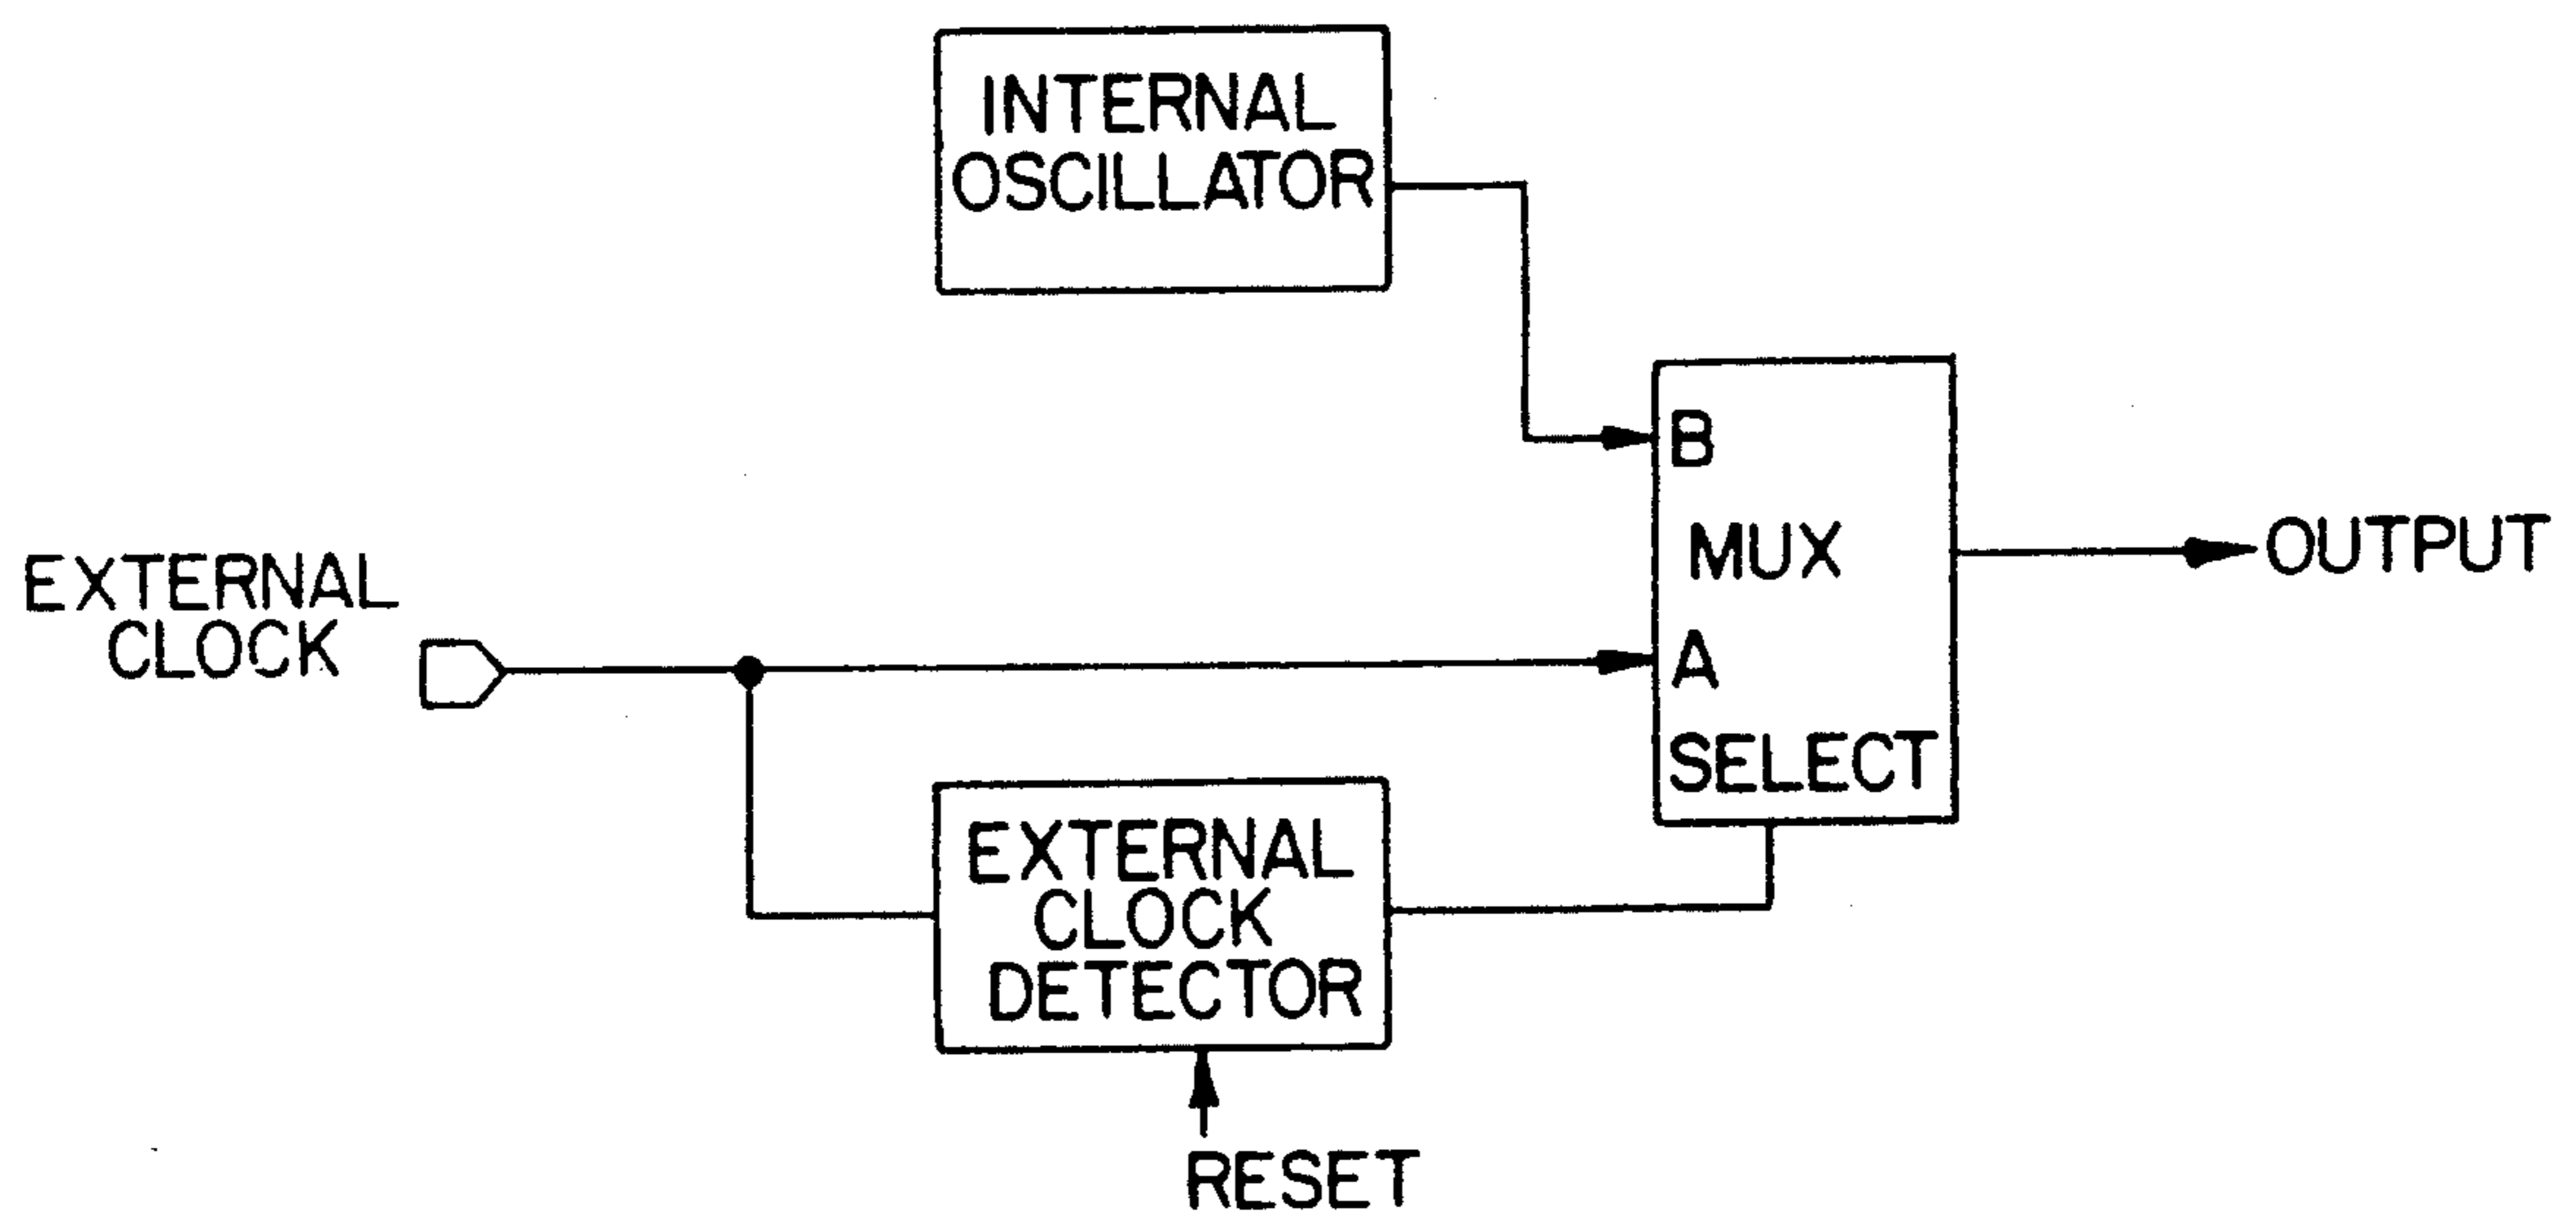 INTERNAL
OSCILLATOR
B
MUX
OUTPUT
EXTERNAL
CLOCK
A
SELECT
EXTERNAL
CLOCK
DETECTOR
RESET